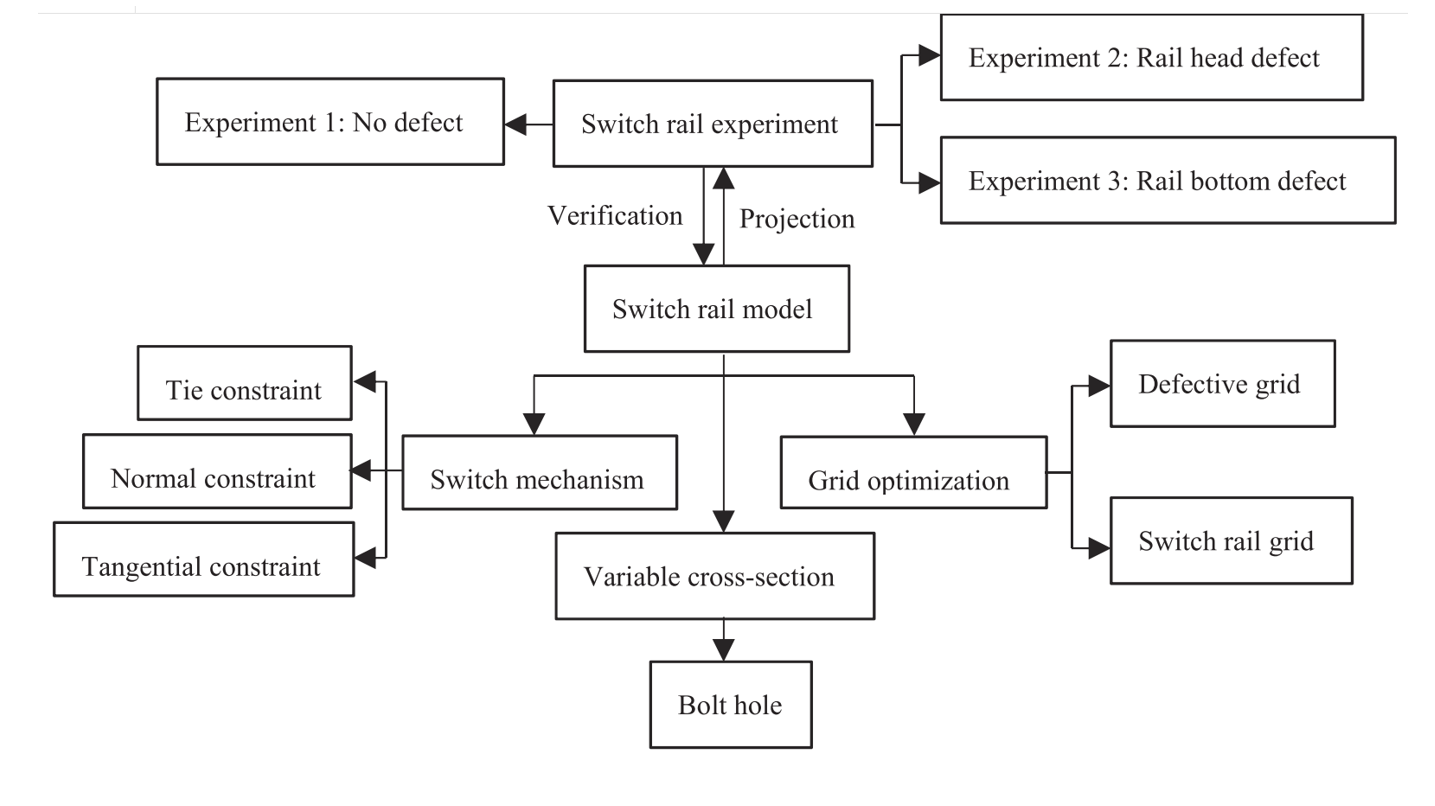 Experiment 2: Rail head defect
Experiment 1: No defect
Switch rail experiment
Experiment 3: Rail bottom defect
Verification
Projection
Switch rail model
Tie constraint
Defective grid
Normal constraint
Switch mechanism
Grid optimization
Switch rail grid
Tangential constraint
Variable cross-section
Bolt hole